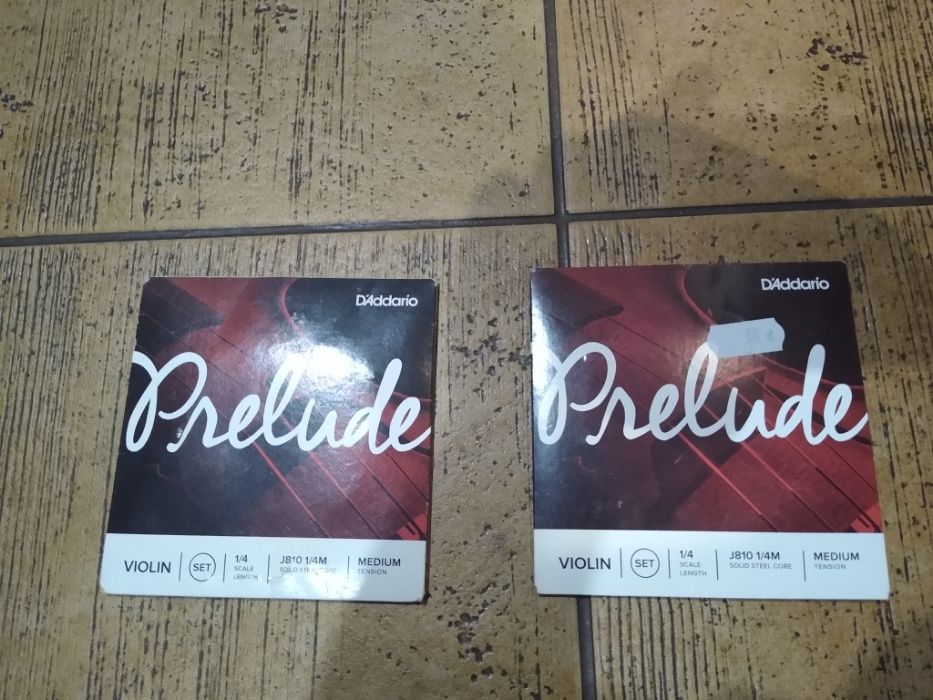 D'Addario
Prelude
VIOLIN
SET
1/4
SCALE
LENGTH
J810 1/4M
SOLID STEEL CORE
MEDIUM
TENSION
D'Addario
Prelude
VIOLIN
SET
1/4
SCALE
LENGTH
J810 1/4M
SOLID STEEL CORE
MEDIUM
TENSION